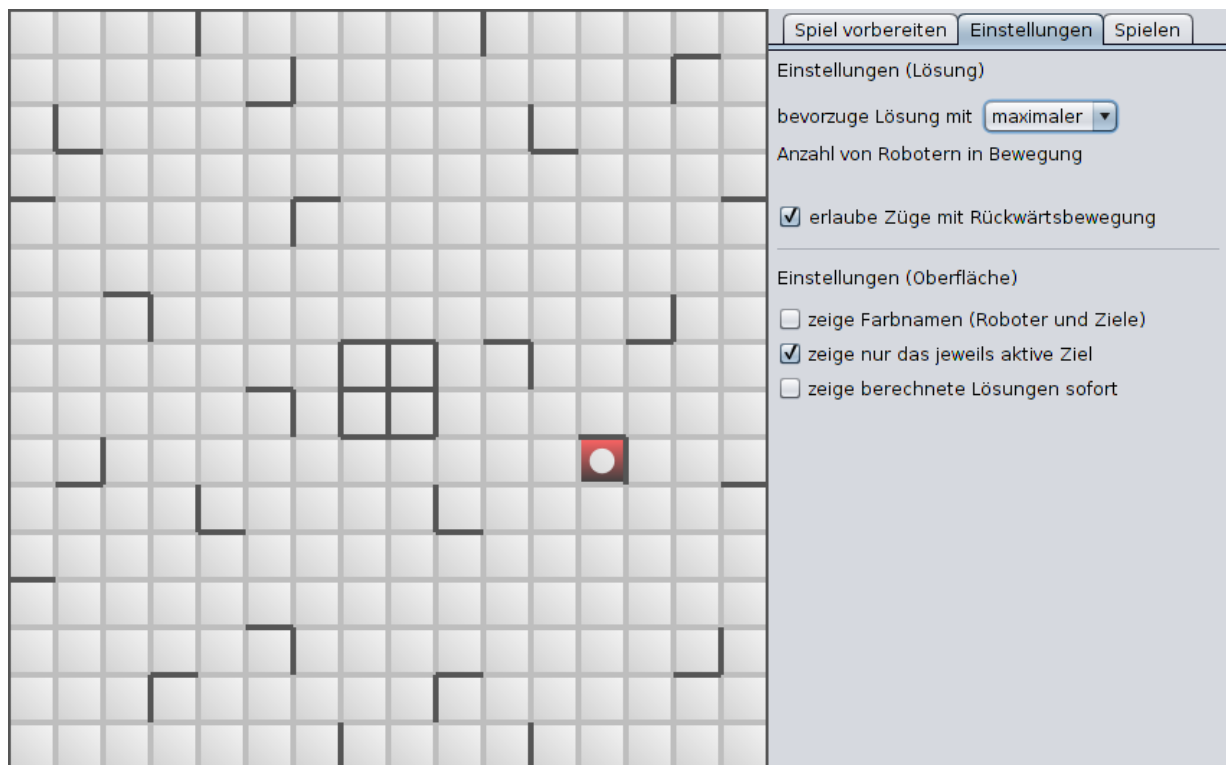 Spiel vorbereiten Einstellungen Spielen
Einstellungen (Lösung)
bevorzuge Lösung mit maximaler
Anzahl von Robotern in Bewegung
erlaube Züge mit Rückwärtsbewegung
Einstellungen (Oberfläche)
zeige Farbnamen (Roboter und Ziele)
zeige nur das jeweils aktive Ziel
zeige berechnete Lösungen sofort